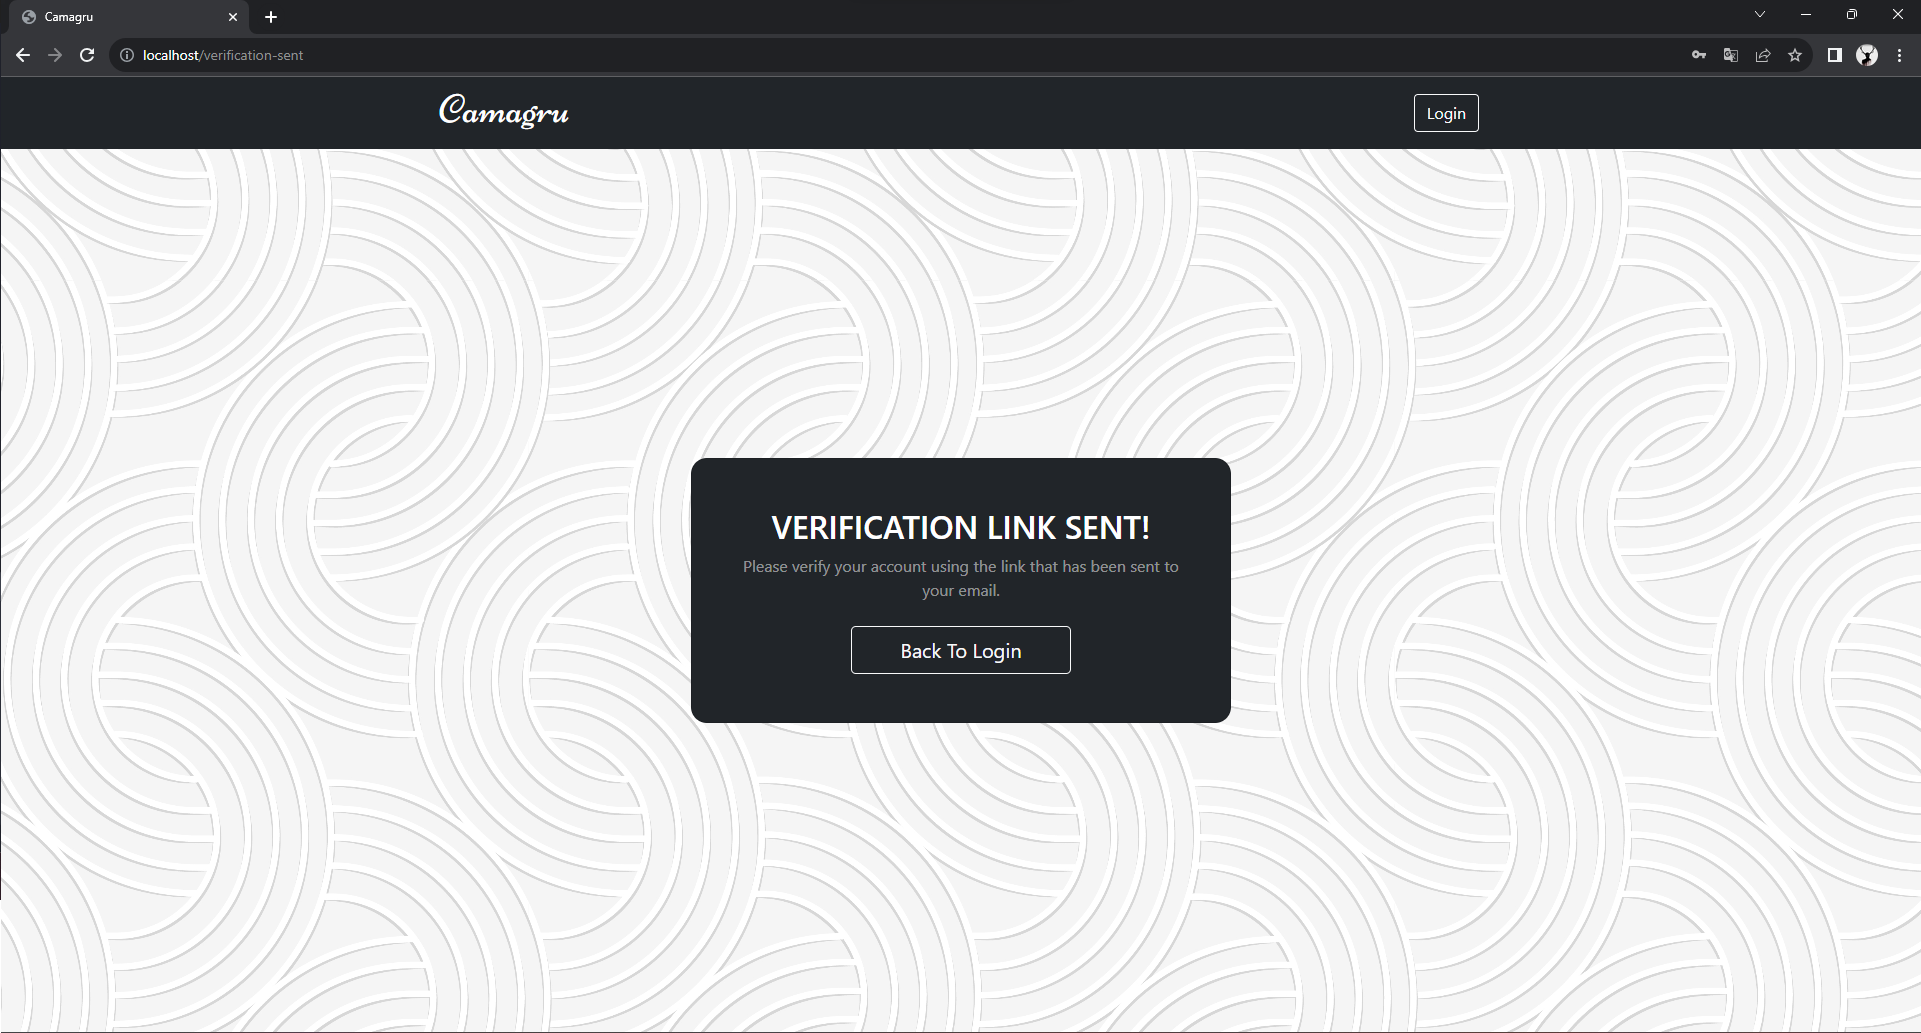 Camagru
localhost/verification-sent
Camagru
Login
VERIFICATION LINK SENT!
Please verify your account using the link that has been sent to
your email.
Back To Login